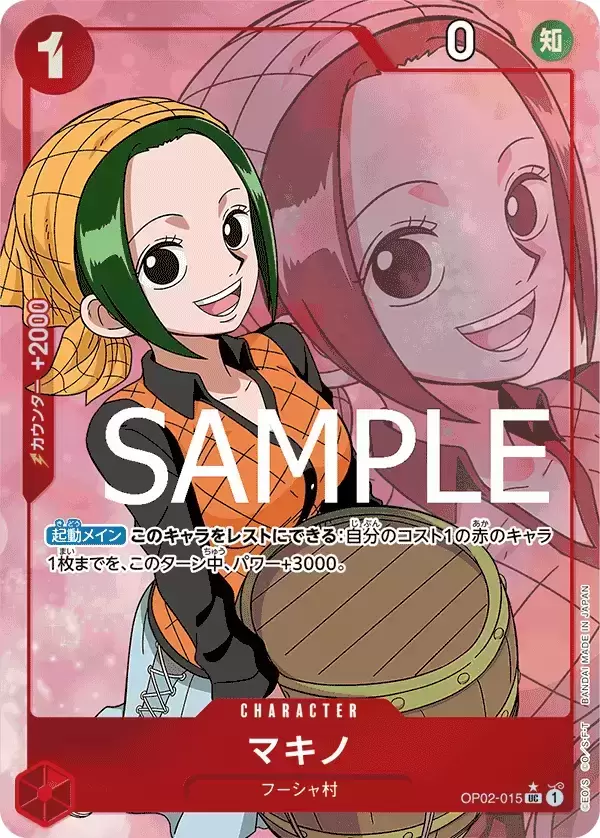 1
0
知
カウンター +2000
SAMPLE
起動メイン このキャラをレストにできる:自分のコスト1の赤のキャラ
1枚までを、このターン中、パワー+3000。
CHARACTER
マキノ
フーシャ村
OP02-015 UC 1
©E.O/S. ©O./S・F・T BANDAI MADE IN JAPAN